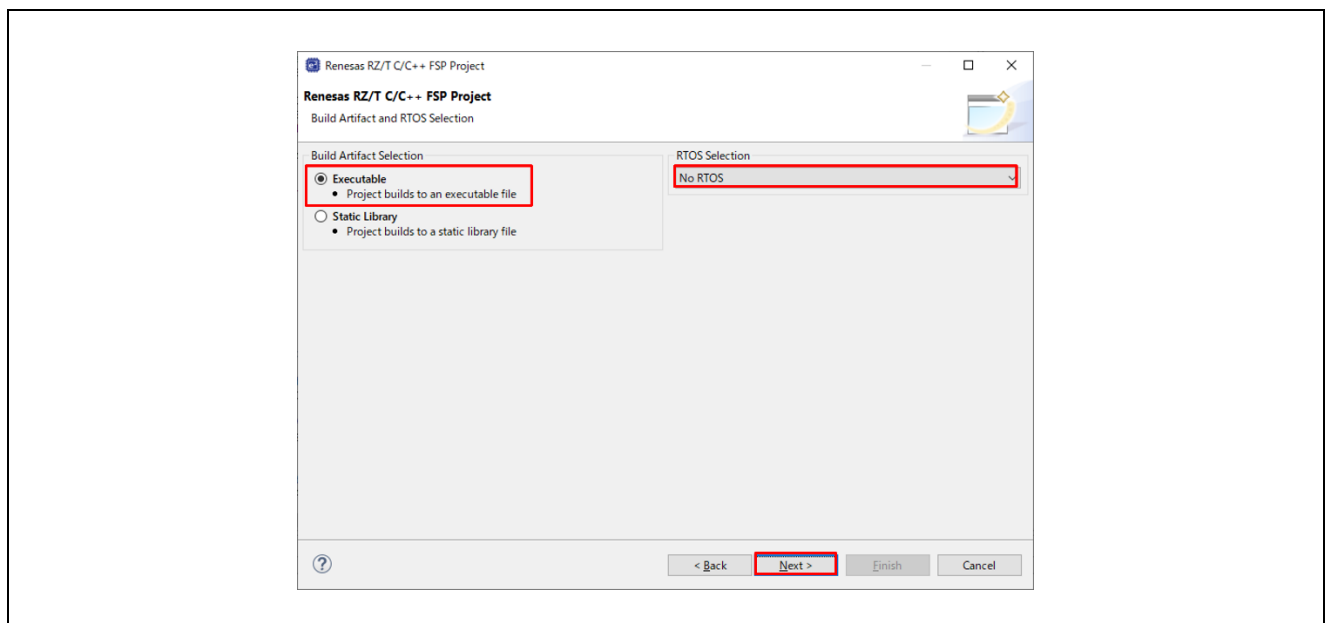 Renesas RZ/T C/C++ FSP Project
Renesas RZ/T C/C++ FSP Project
Build Artifact and RTOS Selection
Build Artifact Selection
Executable
• Project builds to an executable file
Static Library
• Project builds to a static library file
RTOS Selection
No RTOS
?
< Back
Next >
Finish
Cancel